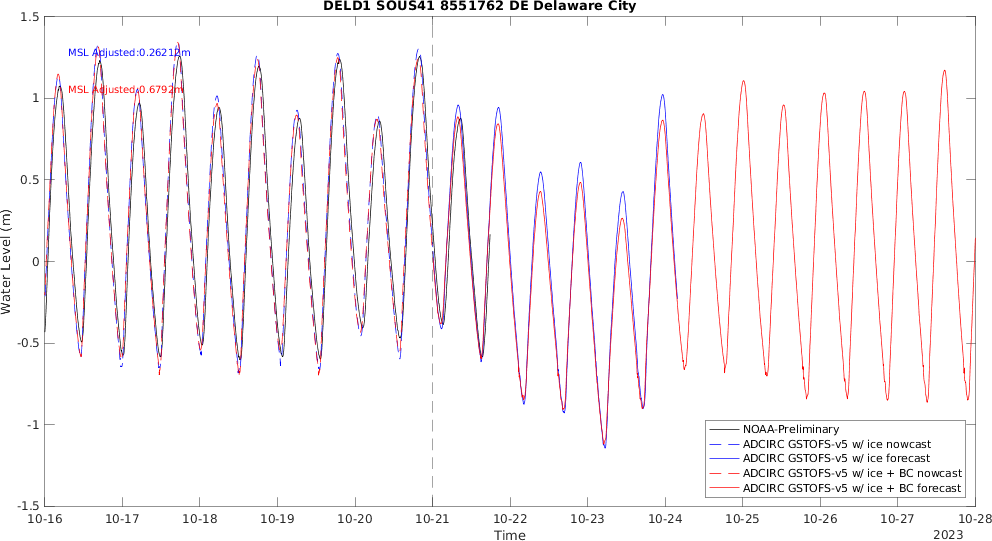 DELD1 SOUS41 8551762 DE Delaware City
1.5
MSL Adjusted:0.26212m
MSL Adjusted:0.6792m
1
0.5
0
-0.5
-1
-1.5
Water Level (m)
NOAA-Preliminary
ADCIRC GSTOFS-v5 w/ ice nowcast
ADCIRC GSTOFS-v5 w/ ice forecast
ADCIRC GSTOFS-v5 w/ ice + BC nowcast
ADCIRC GSTOFS-v5 w/ ice + BC forecast
10-16 10-17 10-18 10-19 10-20 10-21 10-22 10-23 10-24 10-25 10-26 10-27 10-28
Time
2023